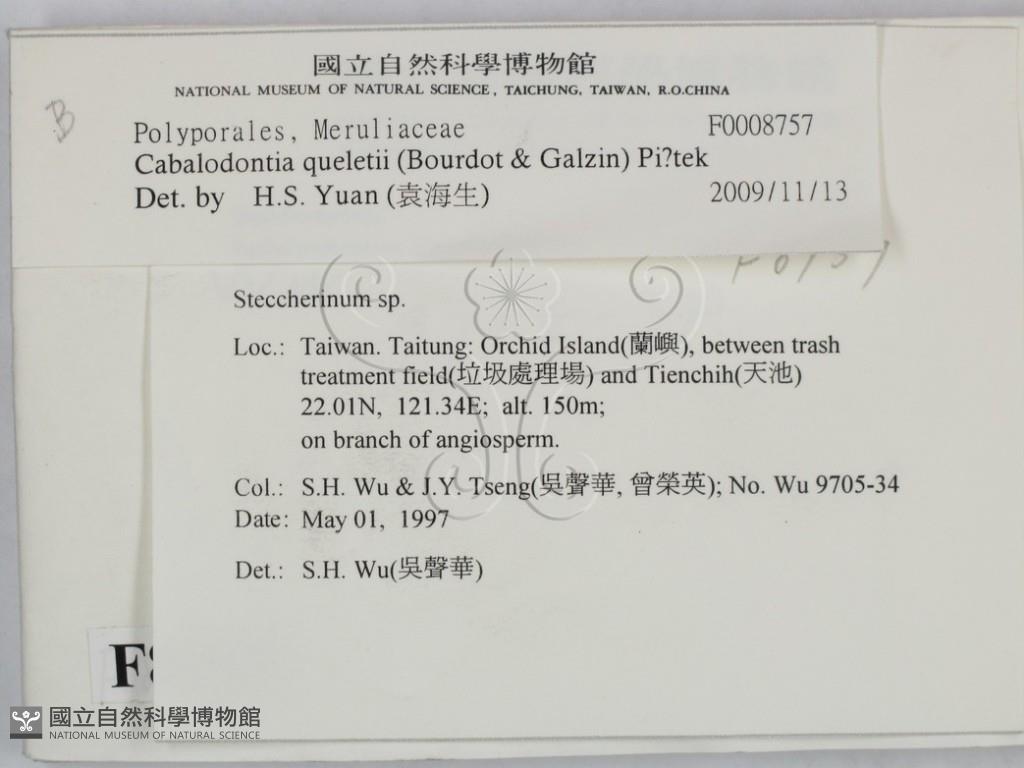 國立自然科學博物館
NATIONAL MUSEUM OF NATURAL SCIENCE, TAICHUNG, TAIWAN, R.O.CHINA
B
Polyporales, Meruliaceae F0008757
Cabalodontia queletii (Bourdot & Galzin) Pi?tek
Det. by H.S. Yuan (袁海生) 2009/11/13
Steccherinum sp.
Loc.: Taiwan. Taitung: Orchid Island(蘭嶼), between trash
treatment field(垃圾處理場) and Tienchih(天池)
22.01N, 121.34E; alt. 150m;
on branch of angiosperm.
Col.: S.H. Wu & J.Y. Tseng(吳聲華, 曾榮英); No. Wu 9705-34
Date: May 01, 1997
Det.: S.H. Wu(吳聲華)
國立自然科學博物館
NATIONAL MUSEUM OF NATURAL SCIENCE